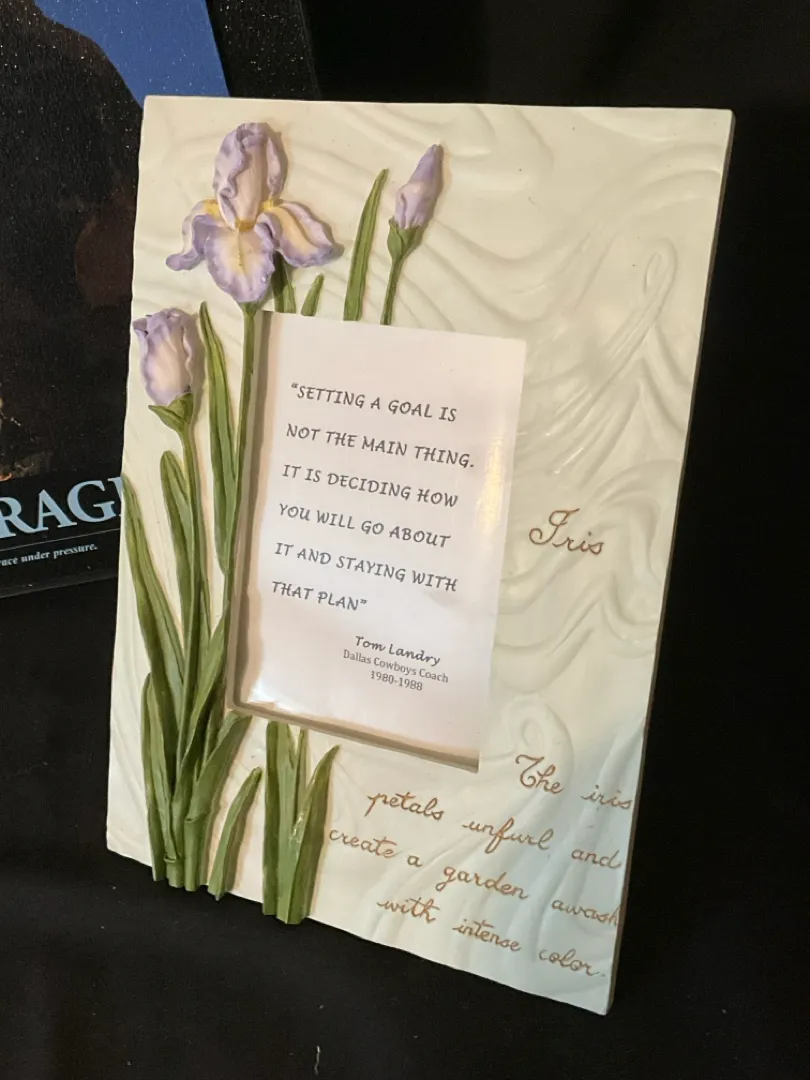 "SETTING A GOAL IS
NOT THE MAIN THING.
IT IS DECIDING HOW
YOU WILL GO ABOUT
IT AND STAYING WITH
THAT PLAN"
Tom Landry
Dallas Cowboys Coach
1980-1988
Iris
The iris
petals unfurl and
create a garden awash
with intense color.
under pressure.